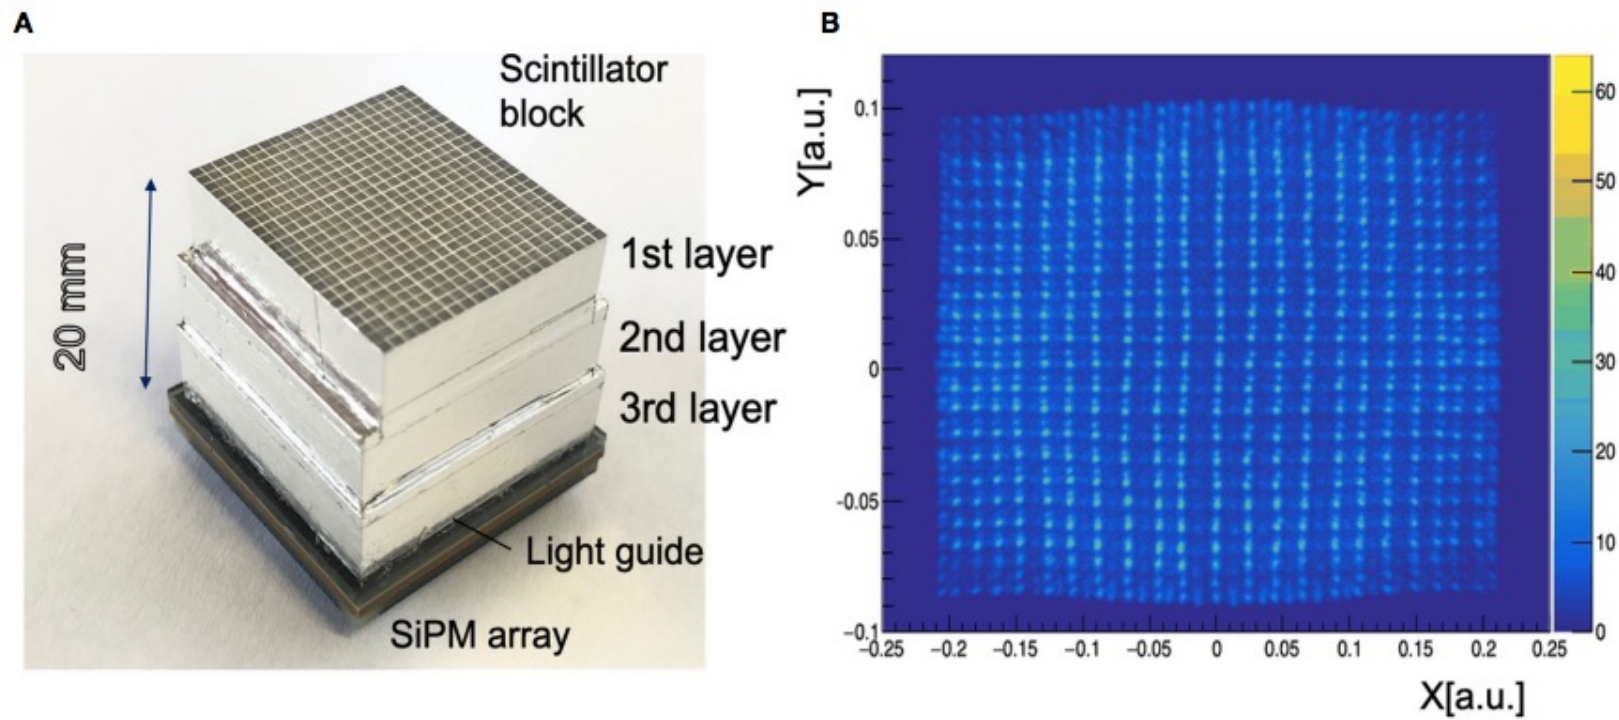 A
Scintillator
block
1st layer
2nd layer
3rd layer
20 mm
Light guide
SiPM array
B
Y[a.u.]
0.1
0.05
0
−0.05
−0.1
−0.25 −0.2 −0.15 −0.1 −0.05 0 0.05 0.1 0.15 0.2 0.25
X[a.u.]
60
50
40
30
20
10
0